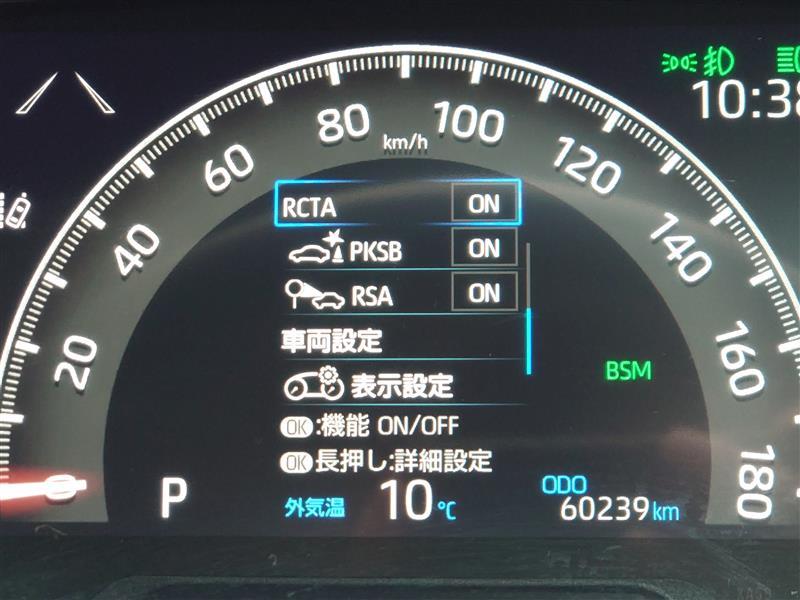 10:38
80 100
km/h
60 120
RCTA ON
40 140
PKSB ON
RSA ON
車両設定
20 160
BSM
表示設定
OK:機能 ON/OFF
OK長押し:詳細設定
0 180
P
外気温 10℃
ODO
60239km